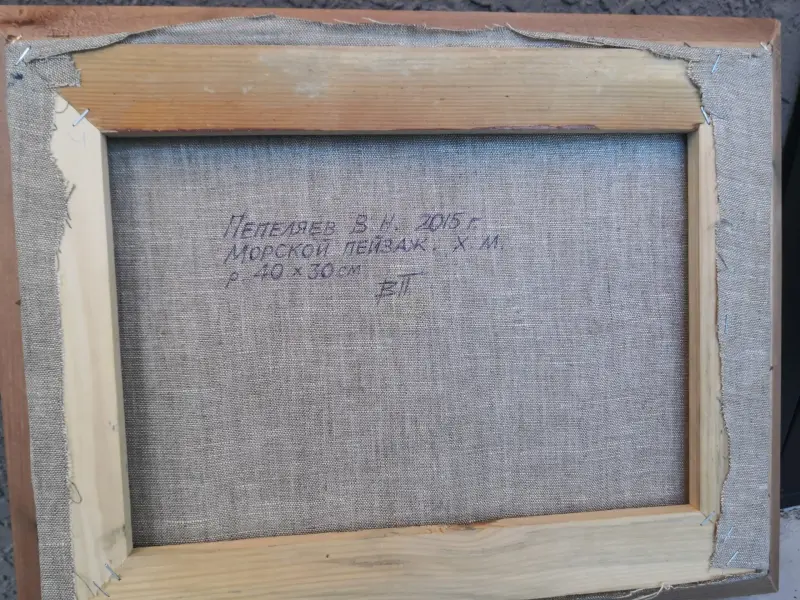 Пепеляев В Н. 2015 г.
Морской пейзаж. Х М.
р. 40 х 30 см
ВП